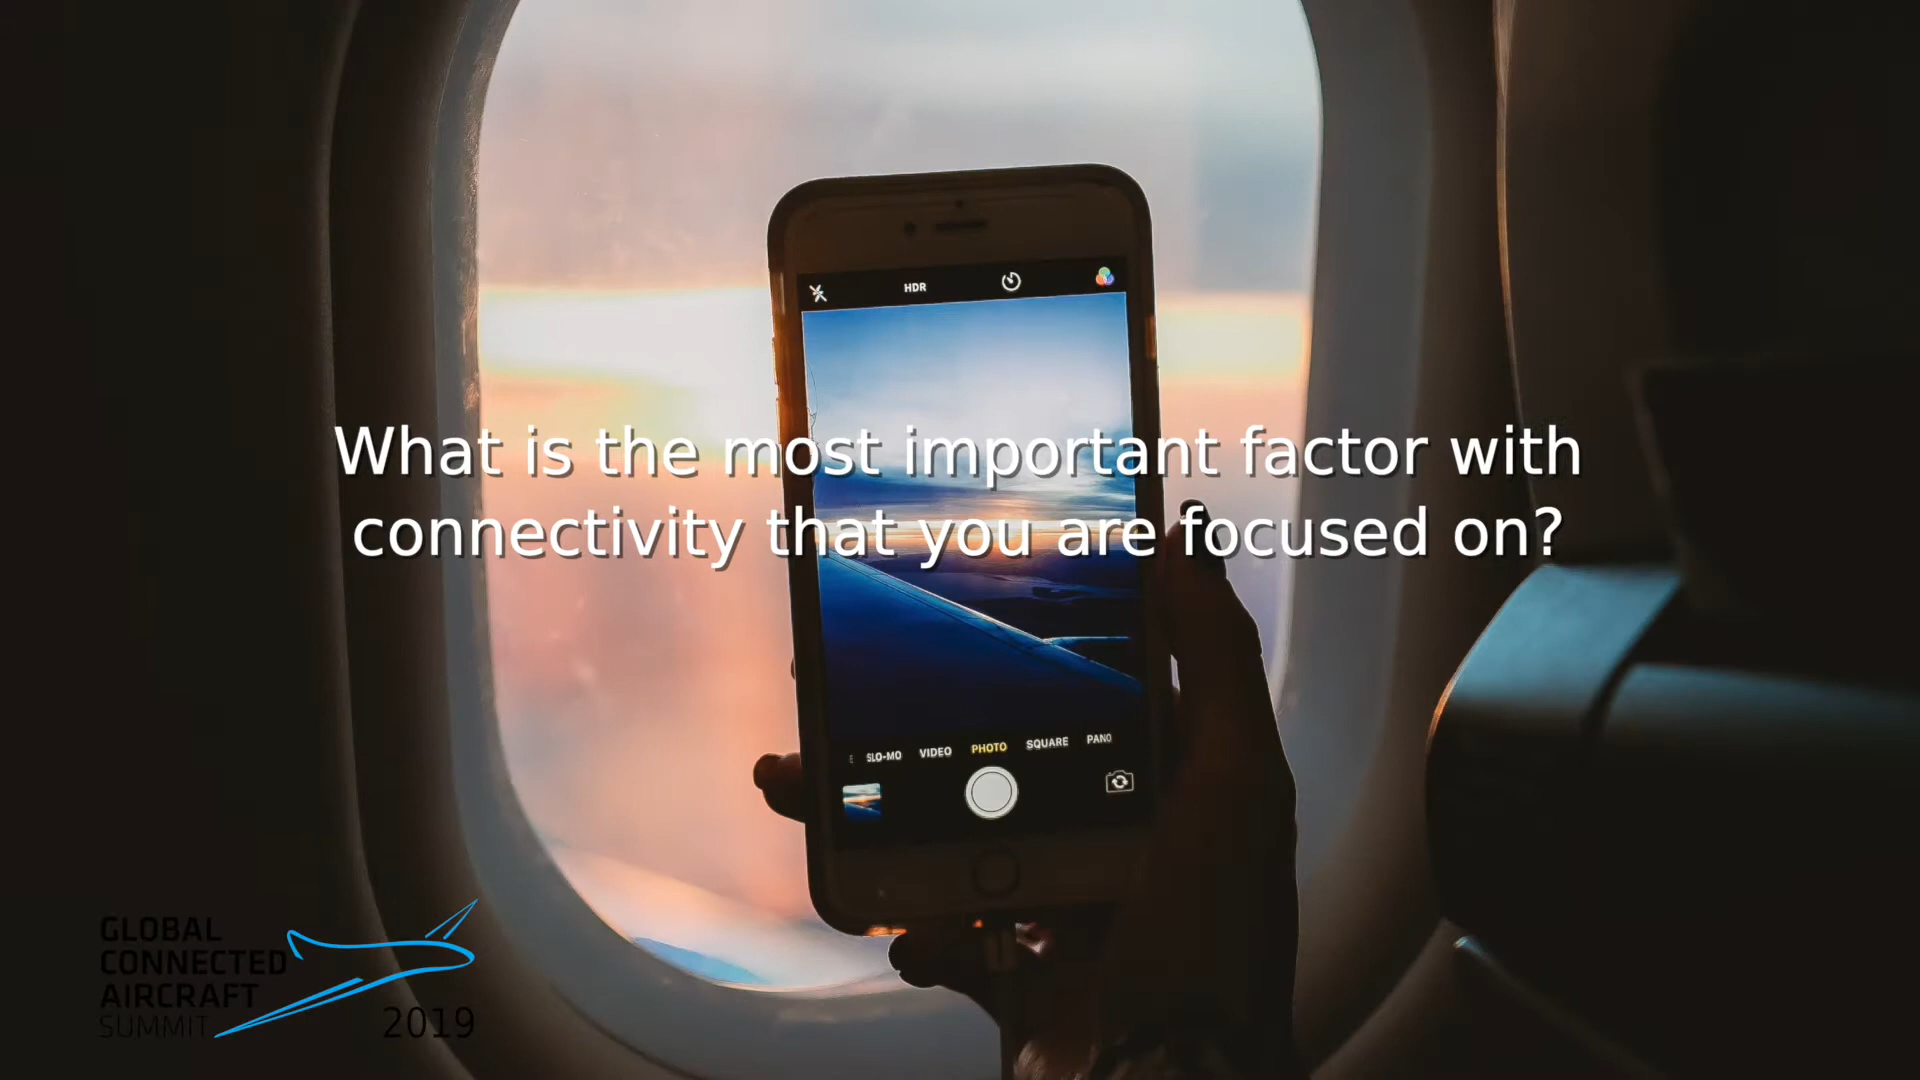 HDR
What is the most important factor with
connectivity that you are focused on?
SLO-MO VIDEO PHOTO SQUARE PANO
GLOBAL
CONNECTED
AIRCRAFT
SUMMIT
2019